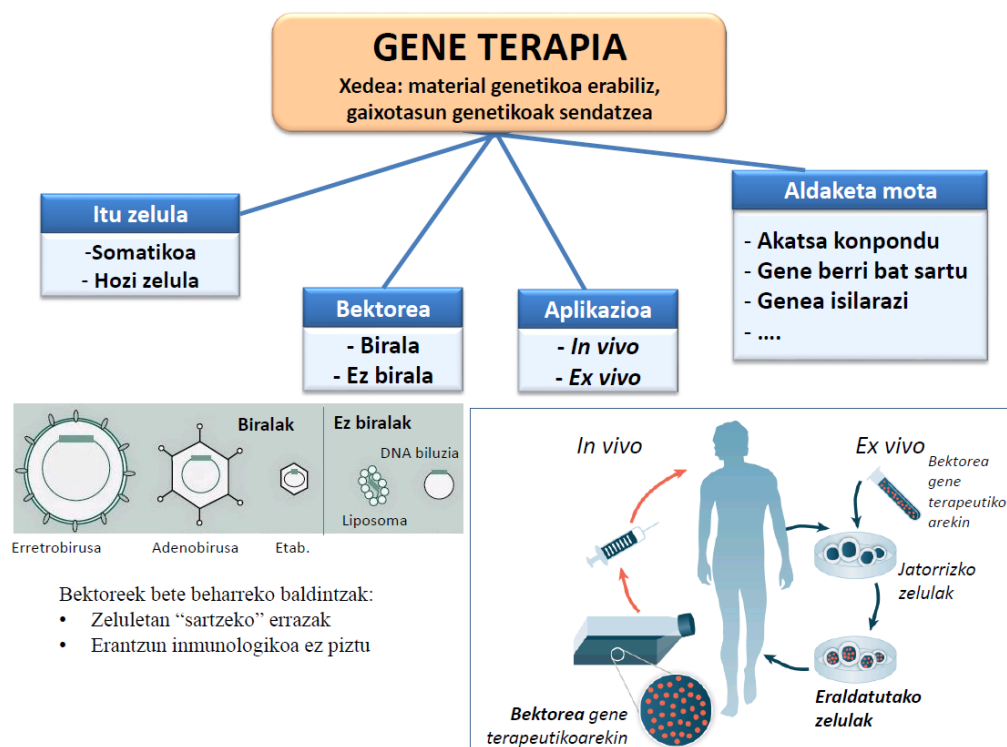 GENE TERAPIA
Xedea: material genetikoa erabiliz,
gaixotasun genetikoak sendatzea
Itu zelula
-Somatikoa
- Hozi zelula
Bektorea
- Birala
- Ez birala
Aplikazioa
- In vivo
- Ex vivo
Aldaketa mota
- Akatsa konpondu
- Gene berri bat sartu
- Genea isilarazi
- ....
Biralak
Ez biralak
DNA biluzia
Liposoma
Erretrobirusa
Adenobirusa
Etab.
Bektoreek bete beharreko baldintzak:
• Zeluletan “sartzeko” errazak
• Erantzun inmunologikoa ez piztu
In vivo
Bektorea gene
terapeutikoarekin
Ex vivo
Bektorea
gene
terapeutiko
arekin
Jatorrizko
zelulak
Eraldatutako
zelulak